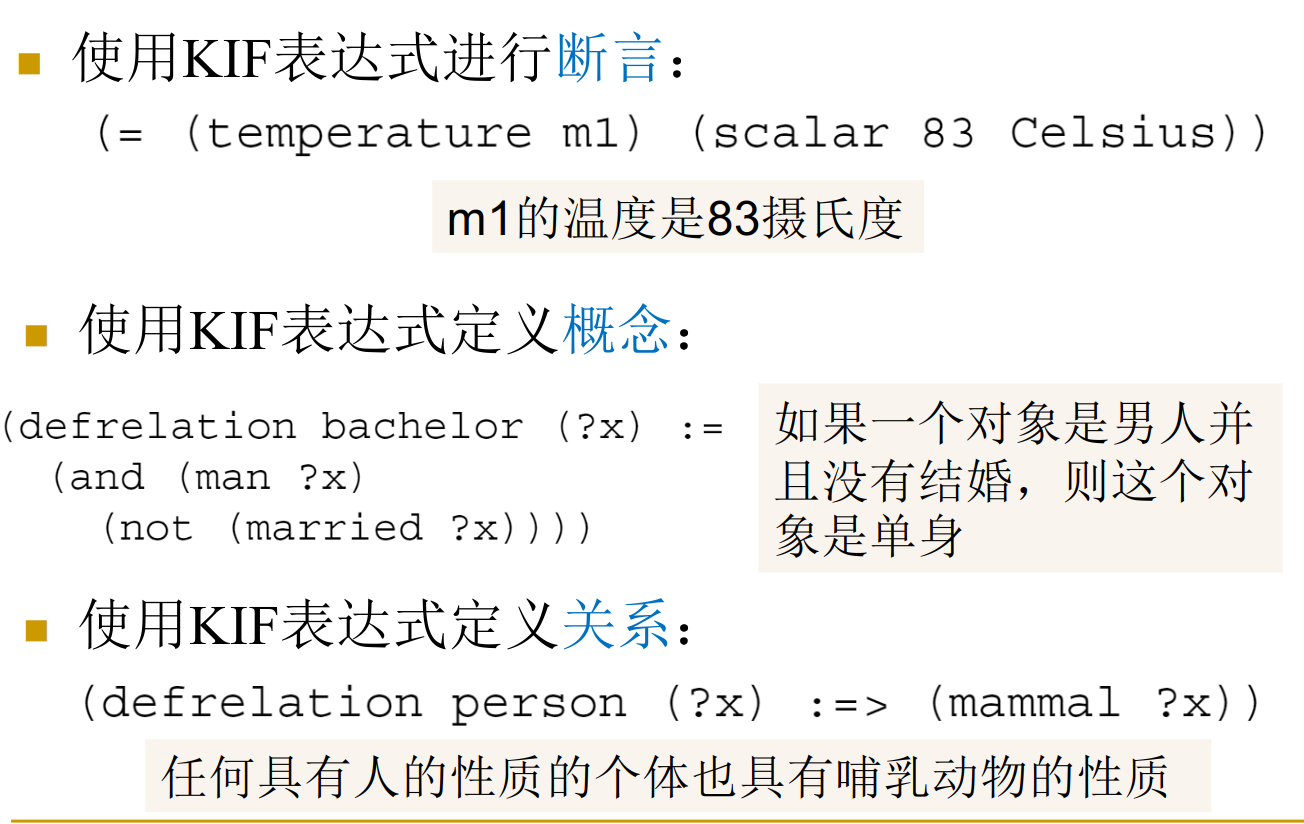 使用KIF表达式进行断言：
(= (temperature m1) (scalar 83 Celsius))
m1的温度是83摄氏度
使用KIF表达式定义概念：
(defrelation bachelor (?x) :=
(and (man ?x)
(not (married ?x))))
如果一个对象是男人并
且没有结婚，则这个对
象是单身
使用KIF表达式定义关系：
(defrelation person (?x) :=> (mammal ?x))
任何具有人的性质的个体也具有哺乳动物的性质